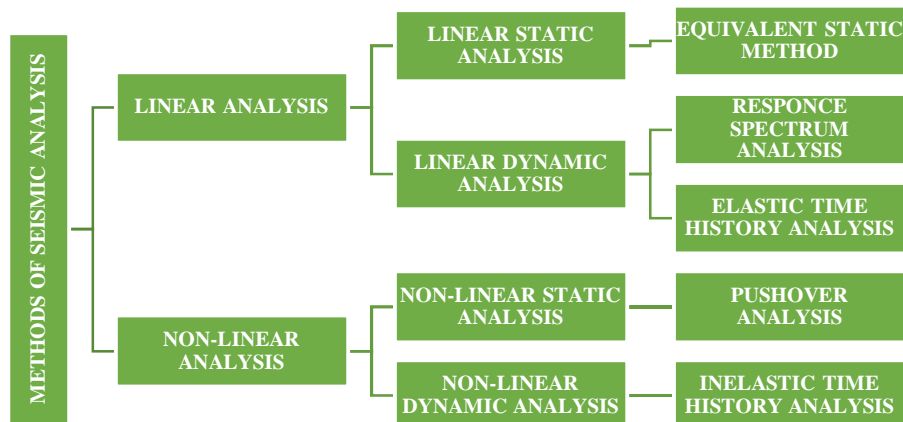 METHODS OF SEISMIC ANALYSIS
LINEAR ANALYSIS
LINEAR STATIC
ANALYSIS
EQUIVALENT STATIC
METHOD
LINEAR DYNAMIC
ANALYSIS
RESPONCE
SPECTRUM
ANALYSIS
ELASTIC TIME
HISTORY ANALYSIS
NON-LINEAR
ANALYSIS
NON-LINEAR STATIC
ANALYSIS
PUSHOVER
ANALYSIS
NON-LINEAR
DYNAMIC ANALYSIS
INELASTIC TIME
HISTORY ANALYSIS